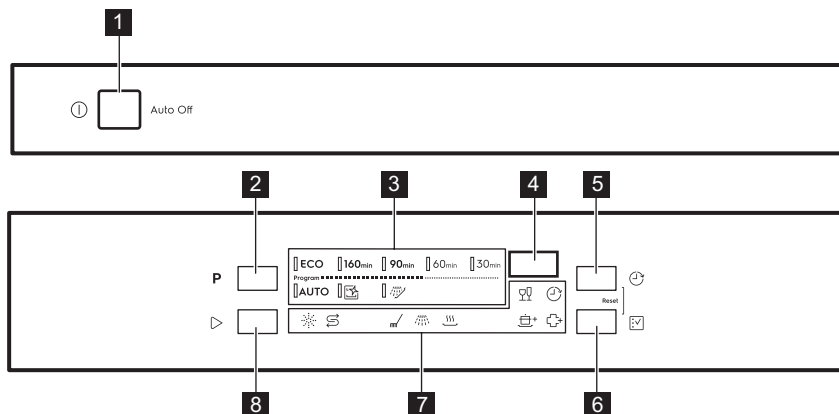 1
Auto Off
2 3 4 5
ECO 160min 90min 60min 30min
P
Program
Reset
AUTO
8 7 6